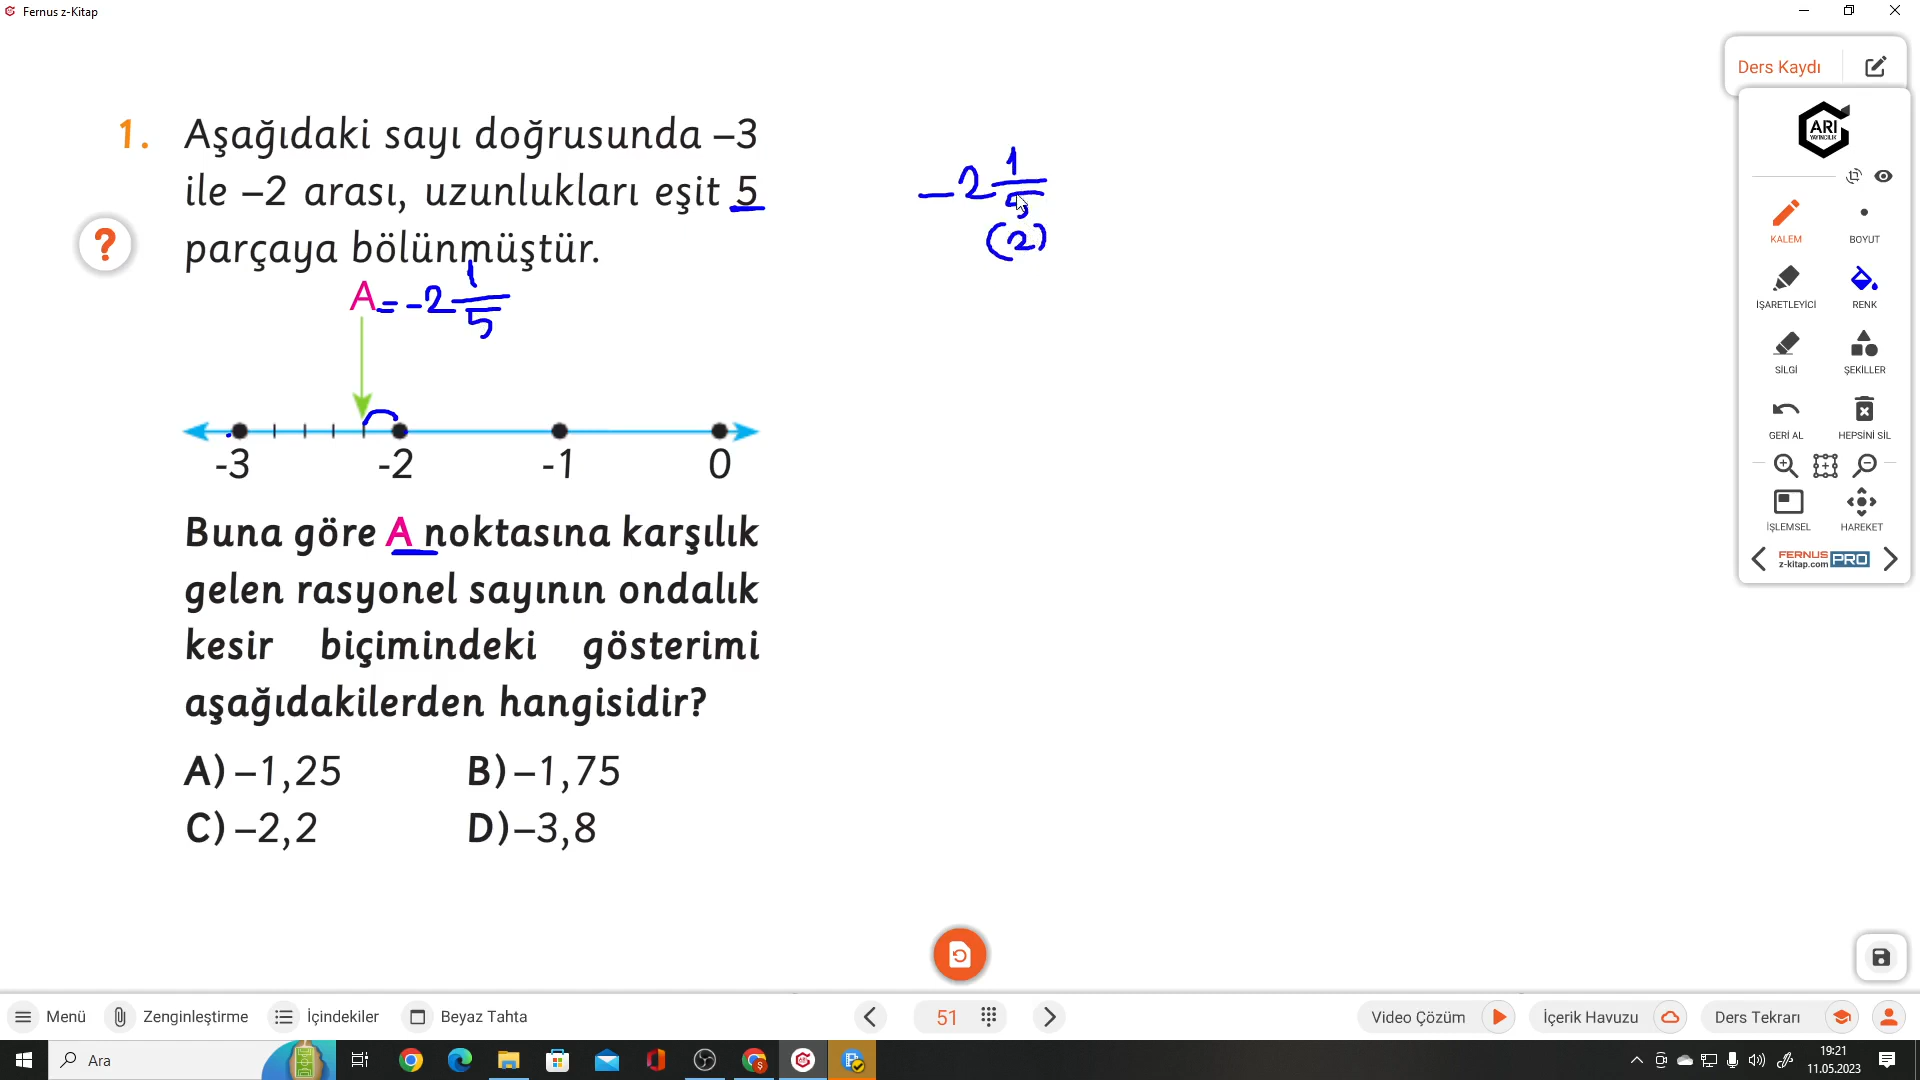 Fernus z-Kitap
Ders Kaydı
1. Aşağıdaki sayı doğrusunda –3
ile –2 arası, uzunlukları eşit 5
parçaya bölünmüştür.
?
A = -2 1/5
-3 -2 -1 0
Buna göre A noktasına karşılık
gelen rasyonel sayının ondalık
kesir biçimindeki gösterimi
aşağıdakilerden hangisidir?
A) –1,25 B) –1,75
C) –2,2 D) –3,8
-2 1/5
(2)
ARI
YAYINCILIK
KALEM BOYUT
İŞARETLEYİCİ RENK
SİLGİ ŞEKİLLER
GERİ AL HEPSİNİ SİL
İŞLEMSEL HAREKET
FERNUS
z-kitap.com PRO
Menü Zenginleştirme İçindekiler Beyaz Tahta 51 Video Çözüm İçerik Havuzu Ders Tekrarı
Ara
19:21
11.05.2023